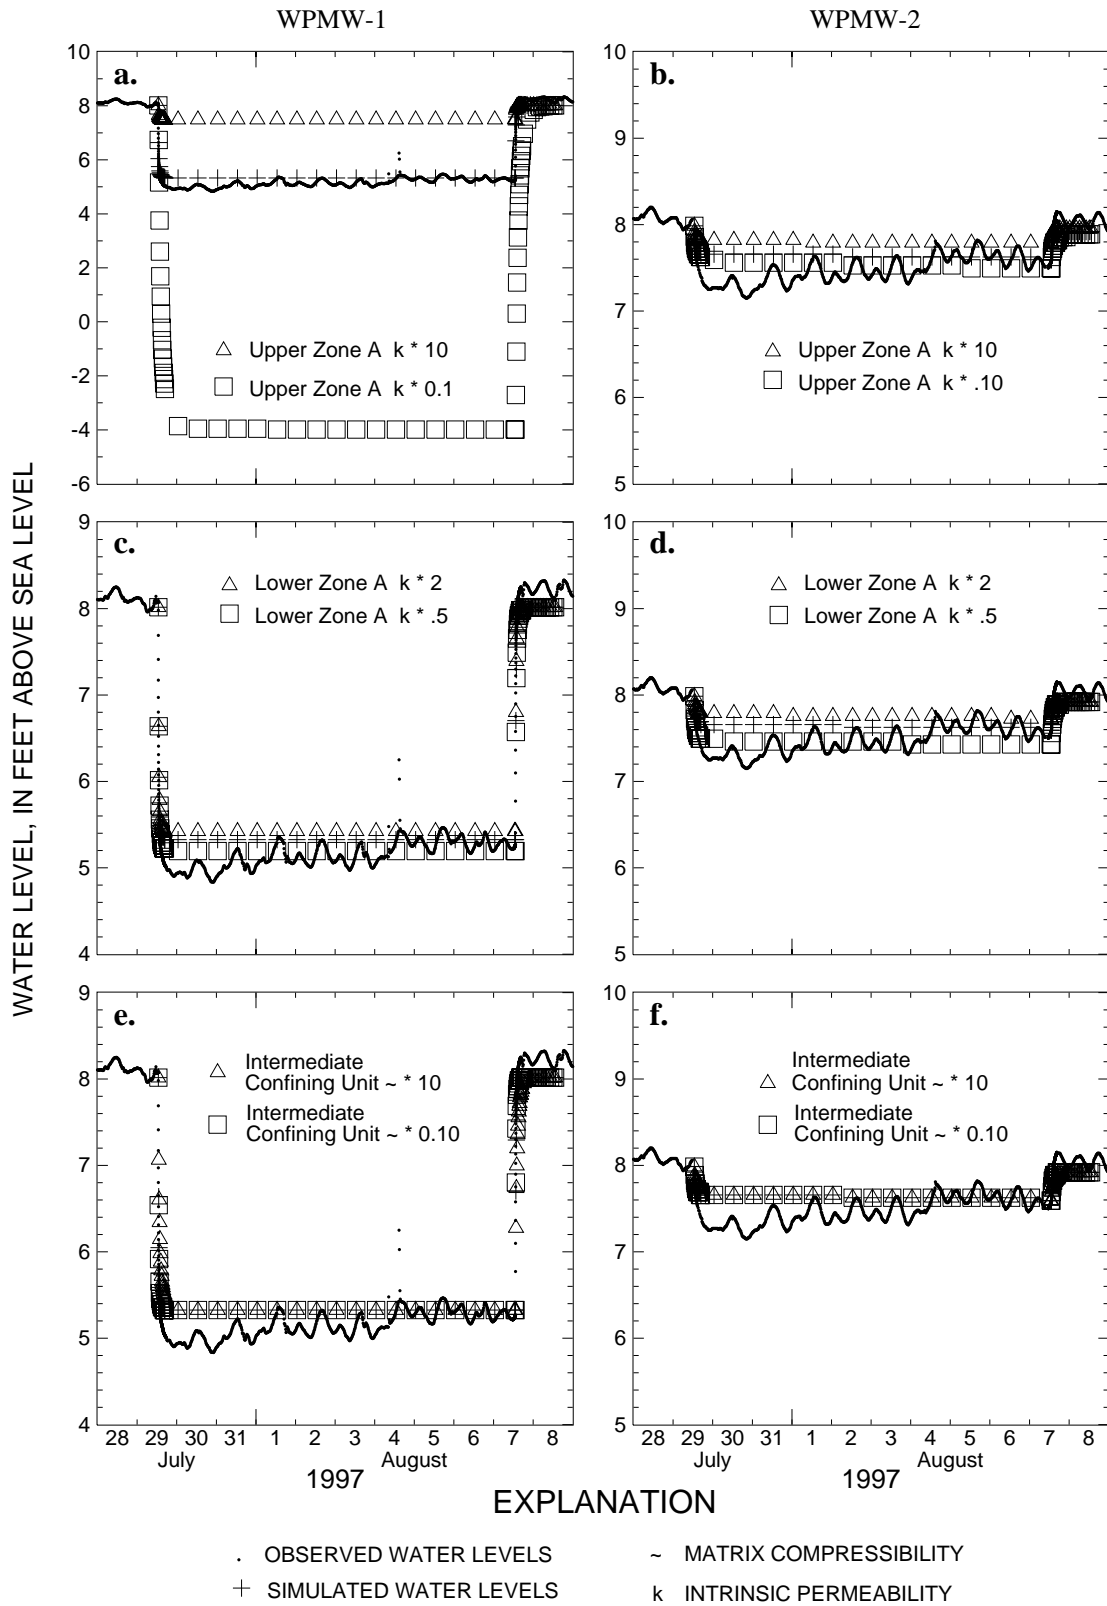 WPMW-1
WPMW-2
WATER LEVEL, IN FEET ABOVE SEA LEVEL
a.
10
8
6
4
2
0
-2
-4
-6
Upper Zone A k * 10
Upper Zone A k * 0.1
b.
10
9
8
7
6
5
Upper Zone A k * 10
Upper Zone A k * .10
c.
9
8
7
6
5
4
Lower Zone A k * 2
Lower Zone A k * .5
d.
10
9
8
7
6
5
Lower Zone A k * 2
Lower Zone A k * .5
e.
9
8
7
6
5
4
Intermediate
Confining Unit ~ * 10
Intermediate
Confining Unit ~ * 0.10
f.
10
9
8
7
6
5
Intermediate
Confining Unit ~ * 10
Intermediate
Confining Unit ~ * 0.10
28 29 30 31 1 2 3 4 5 6 7 8
July August
1997
28 29 30 31 1 2 3 4 5 6 7 8
July August
1997
EXPLANATION
. OBSERVED WATER LEVELS
+ SIMULATED WATER LEVELS
~ MATRIX COMPRESSIBILITY
k INTRINSIC PERMEABILITY